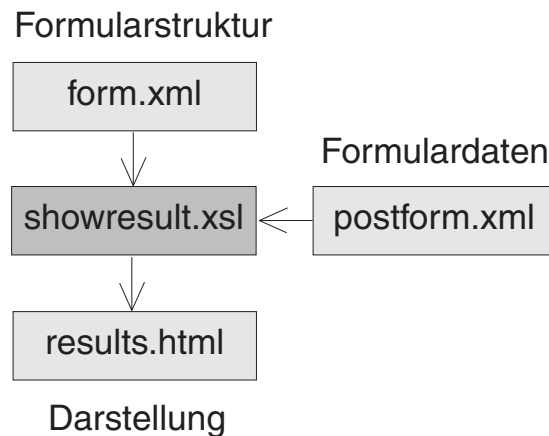 Formularstruktur
form.xml
Formulardaten
showresult.xsl
postform.xml
results.html
Darstellung